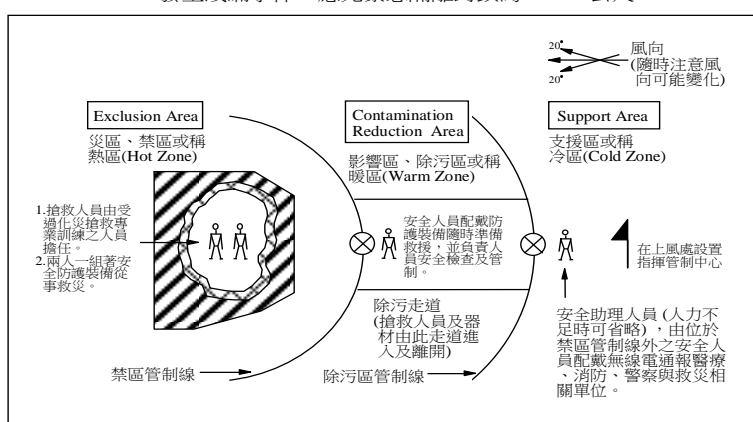 20°
20°
風向
(隨時注意風
向可能變化)
Exclusion Area
災區、禁區或稱
熱區(Hot Zone)
Contamination
Reduction Area
影響區、除污區或稱
暖區(Warm Zone)
Support Area
支援區或稱
冷區(Cold Zone)
1.搶救人員由受
過化災搶救專
業訓練之人員
擔任。
2.兩人一組著安
全防護裝備從
事救災。
安全人員配戴防
護裝備隨時準備
救援，並負責人
員安全檢查及管
制。
在上風處設置
指揮管制中心
除污走道
(搶救人員及器
材由此走道進
入及離開)
安全助理人員 (人力不
足時可省略) ，由位於
禁區管制線外之安全人
員配戴無線電通報醫療
、消防、警察與救災相
關單位。
禁區管制線
除污區管制線